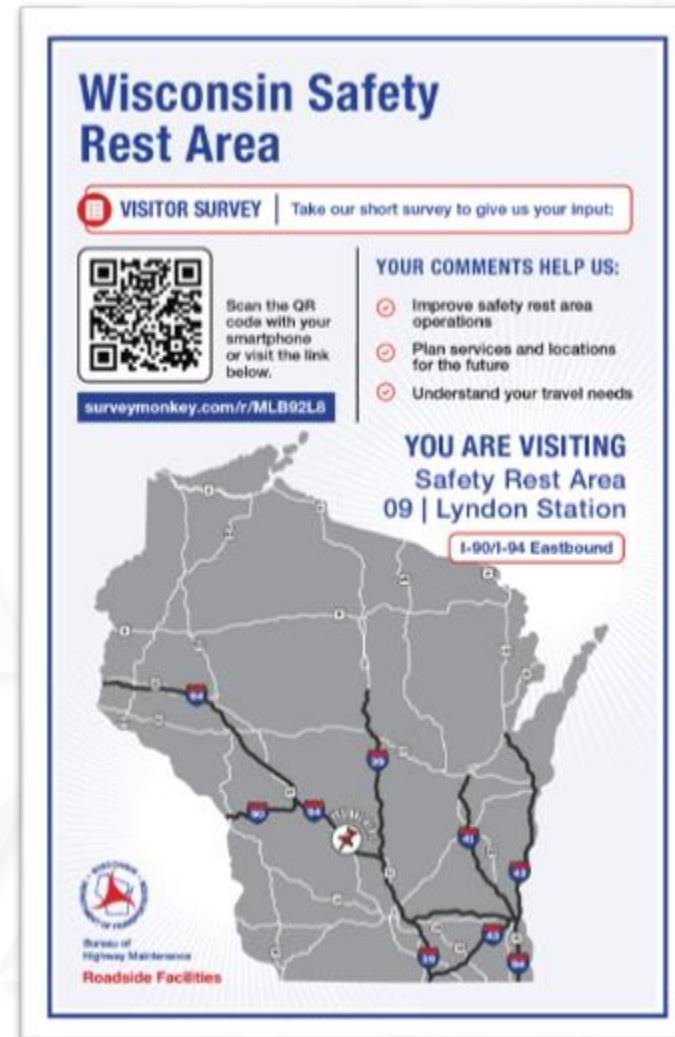 Wisconsin Safety
Rest Area
VISITOR SURVEY
Take our short survey to give us your input:
Scan the QR
code with your
smartphone
or visit the link
below.
surveymonkey.com/r/MLB92L8
YOUR COMMENTS HELP US:
Improve safety rest area
operations
Plan services and locations
for the future
Understand your travel needs
YOU ARE VISITING
Safety Rest Area
09 | Lyndon Station
I-90/I-94 Eastbound
94
39
90
94
41
43
43
39
94
Bureau of
Highway Maintenance
Roadside Facilities